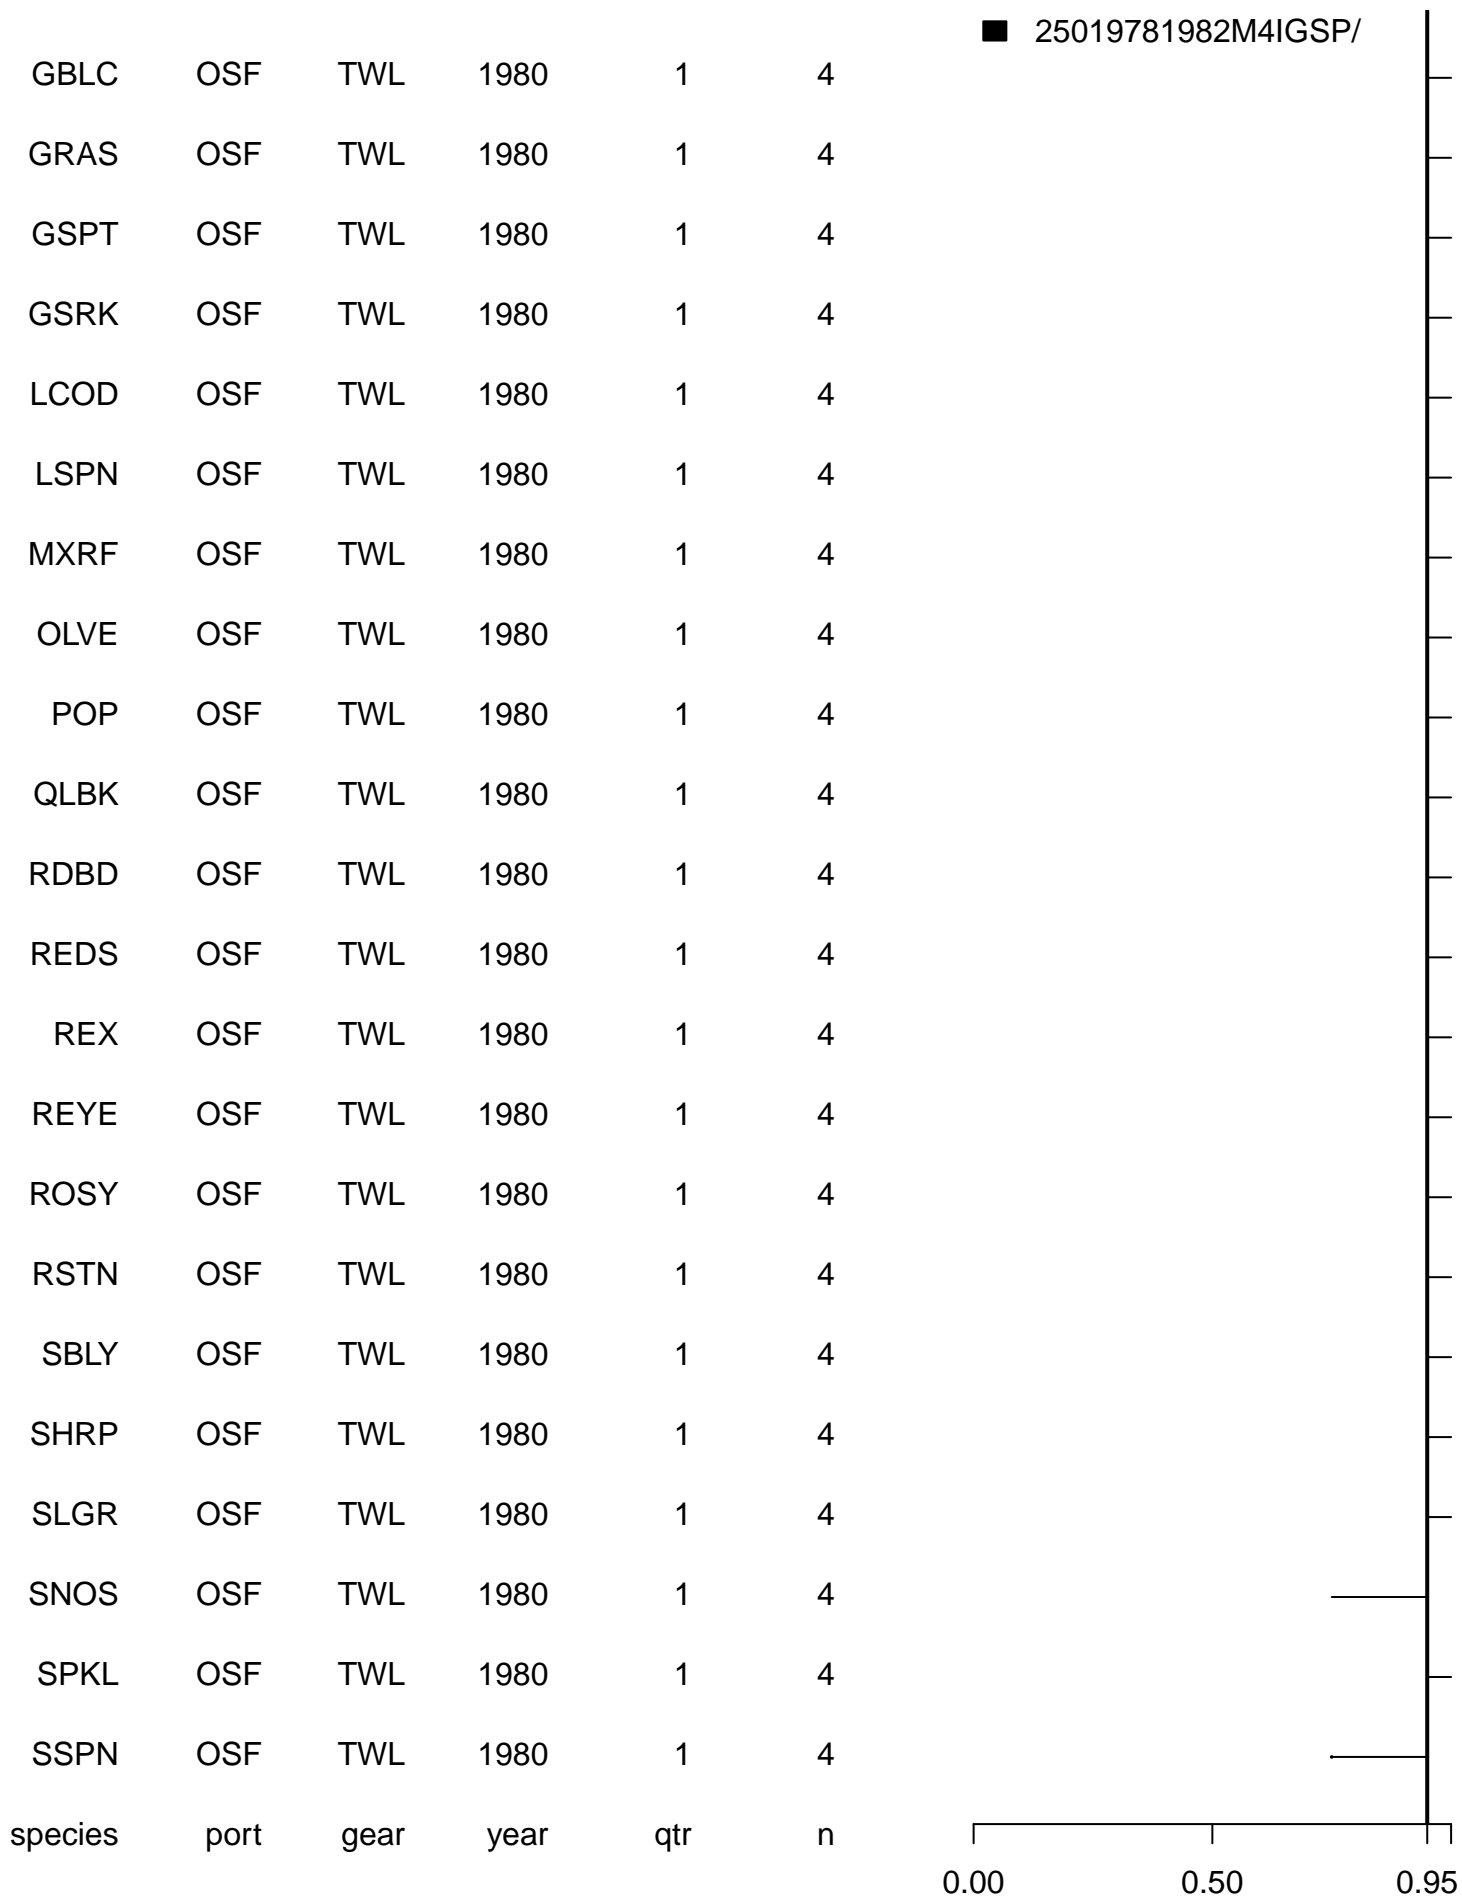 25019781982M4IGSP/
GBLC OSF TWL 1980 1 4
GRAS OSF TWL 1980 1 4
GSPT OSF TWL 1980 1 4
GSRK OSF TWL 1980 1 4
LCOD OSF TWL 1980 1 4
LSPN OSF TWL 1980 1 4
MXRF OSF TWL 1980 1 4
OLVE OSF TWL 1980 1 4
POP OSF TWL 1980 1 4
QLBK OSF TWL 1980 1 4
RDBD OSF TWL 1980 1 4
REDS OSF TWL 1980 1 4
REX OSF TWL 1980 1 4
REYE OSF TWL 1980 1 4
ROSY OSF TWL 1980 1 4
RSTN OSF TWL 1980 1 4
SBLY OSF TWL 1980 1 4
SHRP OSF TWL 1980 1 4
SLGR OSF TWL 1980 1 4
SNOS OSF TWL 1980 1 4
SPKL OSF TWL 1980 1 4
SSPN OSF TWL 1980 1 4
species port gear year qtr n
0.00 0.50 0.95